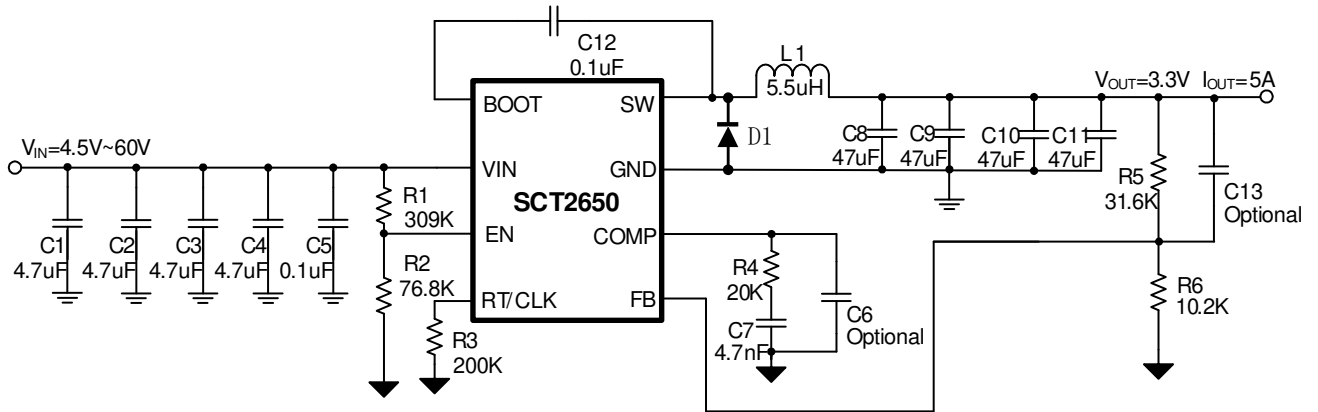 C12
0.1uF
L1
5.5uH
VOUT=3.3V
IOUT=5A
BOOT
SW
D1
C8
47uF
C9
47uF
C10
47uF
C11
47uF
VIN=4.5V~60V
VIN
GND
R1
309K
SCT2650
R5
31.6K
C13
Optional
C1
4.7uF
C2
4.7uF
C3
4.7uF
C4
4.7uF
C5
0.1uF
EN
COMP
R2
76.8K
R4
20K
RT/CLK
FB
C6
Optional
R6
10.2K
R3
200K
C7
4.7nF